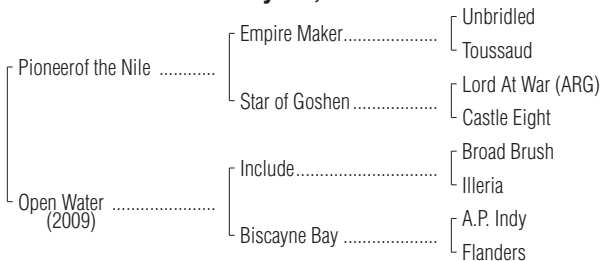 Unbridled
Empire Maker....................
Toussaud
Pioneerof the Nile ............
Lord At War (ARG)
Star of Goshen..................
Castle Eight
Broad Brush
Include..............................
Illeria
Open Water ......................
(2009)
A.P. Indy
Biscayne Bay ....................
Flanders